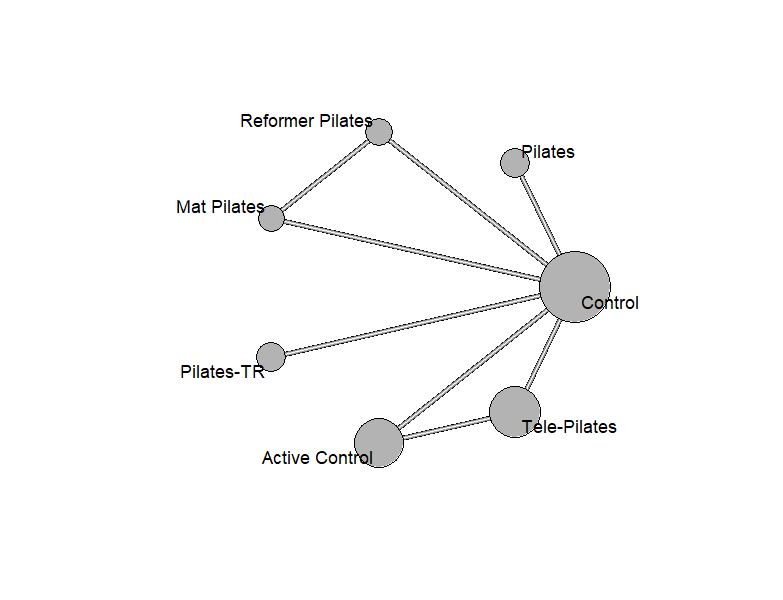 Reformer Pilates
Pilates
Mat Pilates
Control
Pilates-TR
Tele-Pilates
Active Control